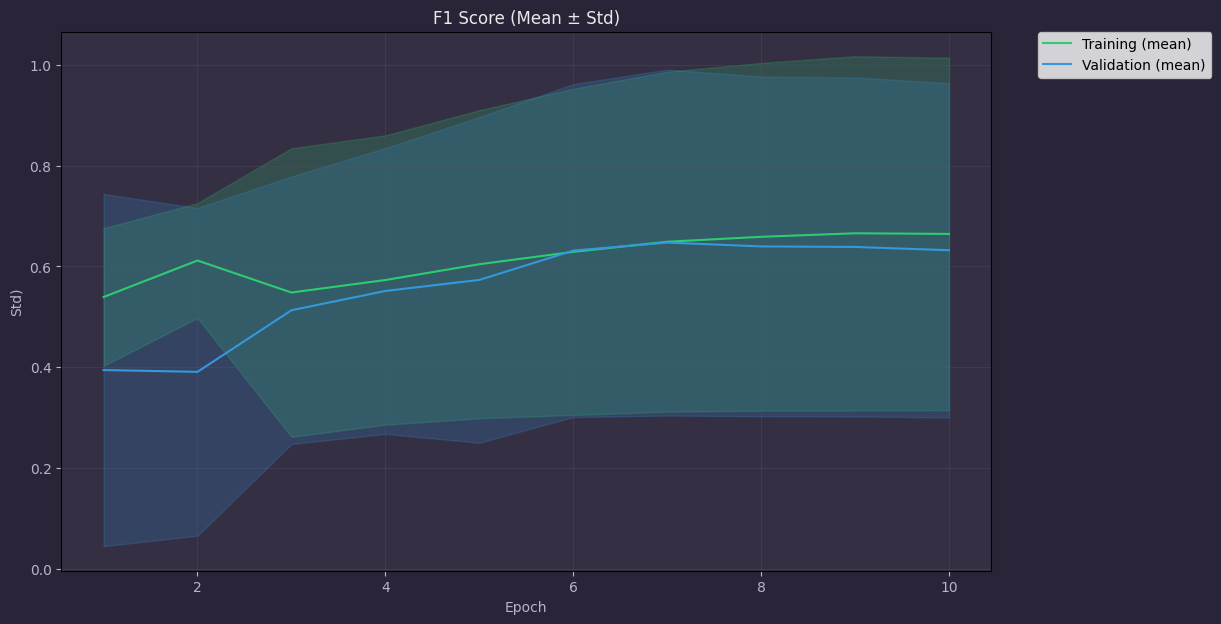 F1 Score (Mean ± Std)
Training (mean)
Validation (mean)
1.0
0.8
0.6
0.4
0.2
0.0
Std)
2 4 6 8 10
Epoch